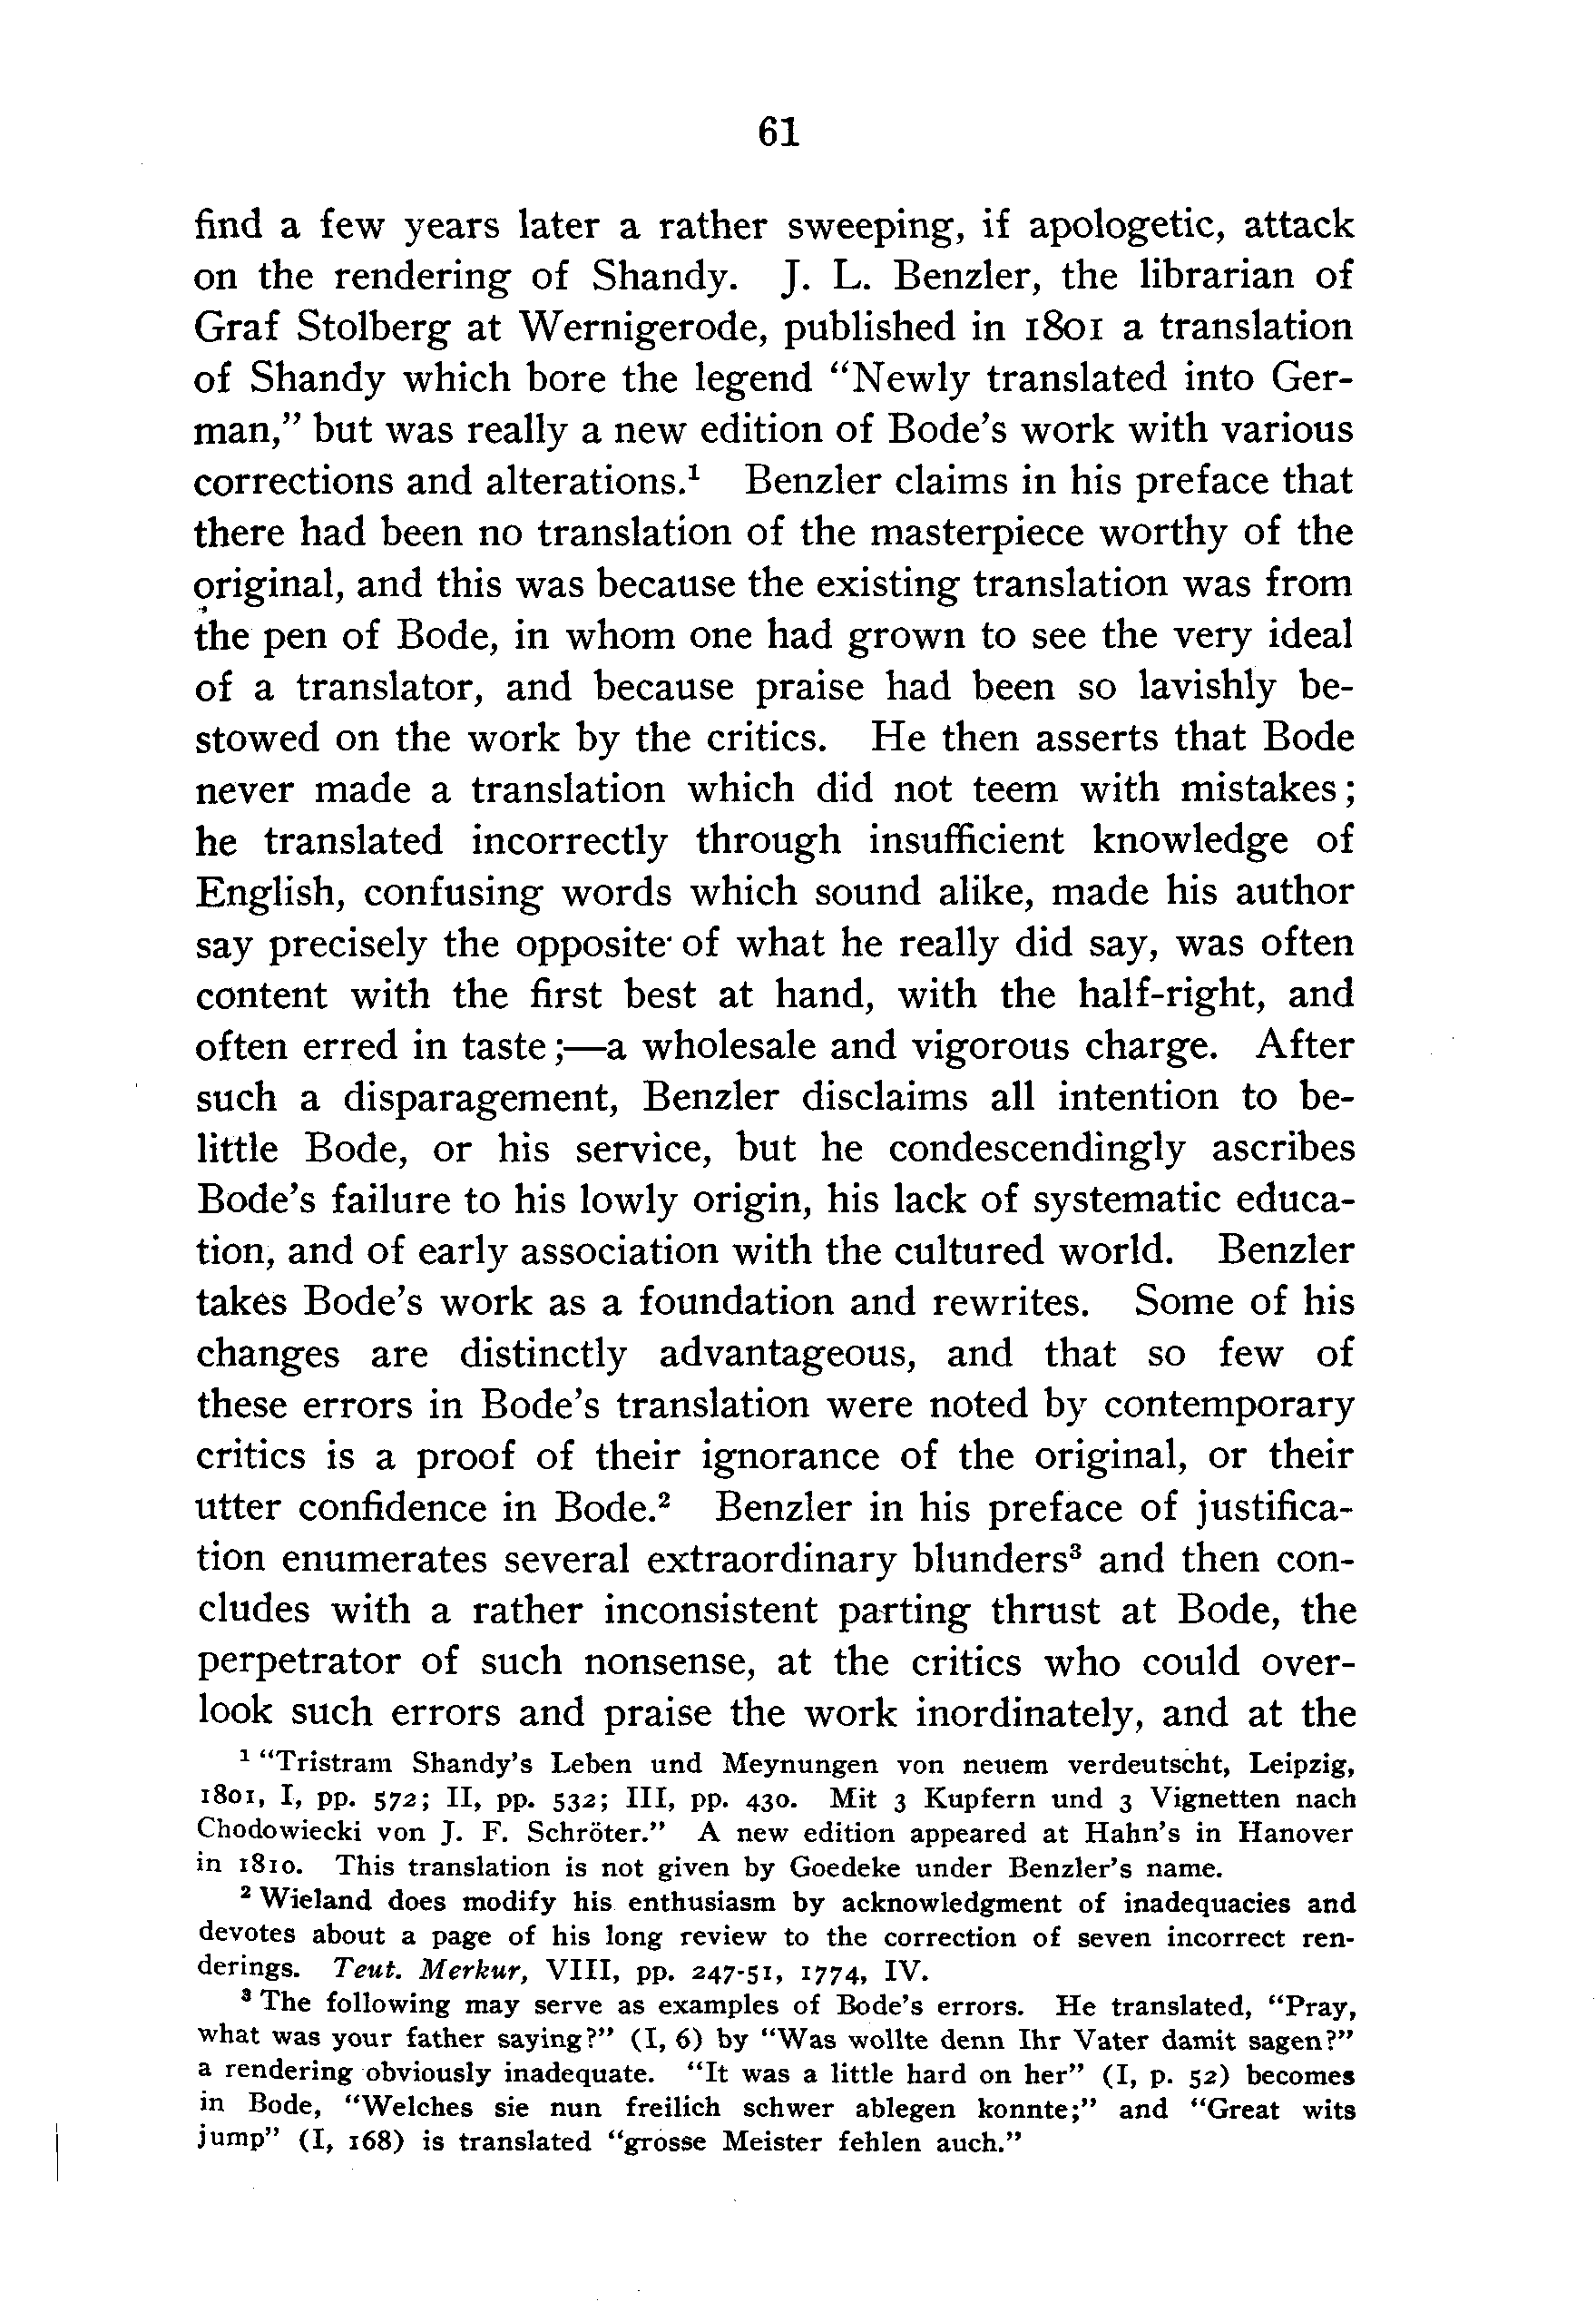 61
find a few years later a rather sweeping, if apologetic, attack
on the rendering of Shandy. J. L. Benzler, the librarian of
Graf Stolberg at Wernigerode, published in 1801 a translation
of Shandy which bore the legend “Newly translated into Ger-
man,” but was really a new edition of Bode’s work with various
corrections and alterations.¹ Benzler claims in his preface that
there had been no translation of the masterpiece worthy of the
original, and this was because the existing translation was from
the pen of Bode, in whom one had grown to see the very ideal
of a translator, and because praise had been so lavishly be-
stowed on the work by the critics. He then asserts that Bode
never made a translation which did not teem with mistakes;
he translated incorrectly through insufficient knowledge of
English, confusing words which sound alike, made his author
say precisely the opposite of what he really did say, was often
content with the first best at hand, with the half-right, and
often erred in taste;—a wholesale and vigorous charge. After
such a disparagement, Benzler disclaims all intention to be-
little Bode, or his service, but he condescendingly ascribes
Bode’s failure to his lowly origin, his lack of systematic educa-
tion, and of early association with the cultured world. Benzler
takes Bode’s work as a foundation and rewrites. Some of his
changes are distinctly advantageous, and that so few of
these errors in Bode’s translation were noted by contemporary
critics is a proof of their ignorance of the original, or their
utter confidence in Bode.² Benzler in his preface of justifica-
tion enumerates several extraordinary blunders³ and then con-
cludes with a rather inconsistent parting thrust at Bode, the
perpetrator of such nonsense, at the critics who could over-
look such errors and praise the work inordinately, and at the
¹ “Tristram Shandy’s Leben und Meynungen von neuem verdeutscht, Leipzig,
1801, I, pp. 572; II, pp. 532; III, pp. 430. Mit 3 Kupfern und 3 Vignetten nach
Chodowiecki von J. F. Schröter.” A new edition appeared at Hahn’s in Hanover
in 1810. This translation is not given by Goedeke under Benzler’s name.
² Wieland does modify his enthusiasm by acknowledgment of inadequacies and
devotes about a page of his long review to the correction of seven incorrect ren-
derings. Teut. Merkur, VIII, pp. 247-51, 1774, IV.
³ The following may serve as examples of Bode’s errors. He translated, “Pray,
what was your father saying?” (I, 6) by “Was wollte denn Ihr Vater damit sagen?”
a rendering obviously inadequate. “It was a little hard on her” (I, p. 52) becomes
in Bode, “Welches sie nun freilich schwer ablegen konnte;” and “Great wits
jump” (I, 168) is translated “grosse Meister fehlen auch.”